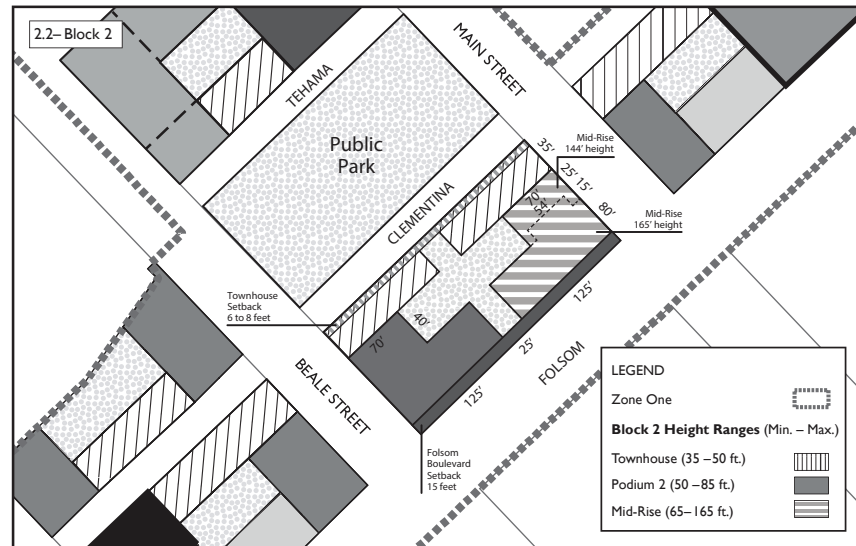 2.2– Block 2
TEHAMA
MAIN STREET
Public
Park
CLEMENTINA
35’
25’
15’
80’
Mid-Rise
144’ height
Mid-Rise
165’ height
70’
54’
Townhouse
Setback
6 to 8 feet
40’
70’
125’
25’
125’
FOLSOM
BEALE STREET
Folsom
Boulevard
Setback
15 feet
LEGEND
Zone One
Block 2 Height Ranges (Min. – Max.)
Townhouse (35 –50 ft.)
Podium 2 (50 –85 ft.)
Mid-Rise (65–165 ft.)